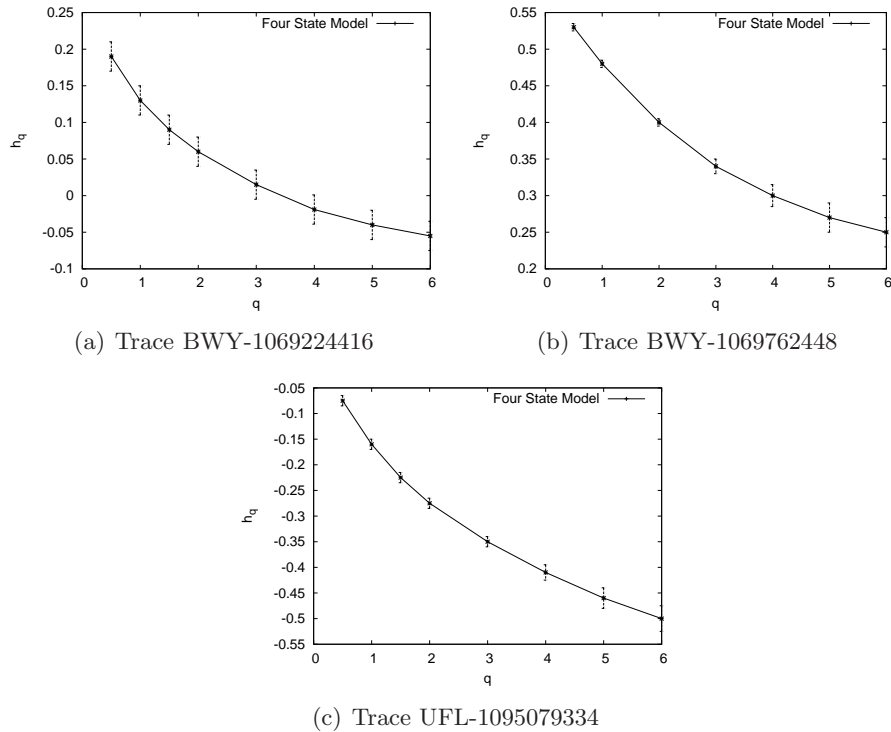 Four State Model
0.25
0.2
0.15
0.1
0.05
0
-0.05
-0.1
h_q
0 1 2 3 4 5 6
q
(a) Trace BWY-1069224416
Four State Model
0.55
0.5
0.45
0.4
0.35
0.3
0.25
0.2
h_q
0 1 2 3 4 5 6
q
(b) Trace BWY-1069762448
Four State Model
-0.05
-0.1
-0.15
-0.2
-0.25
-0.3
-0.35
-0.4
-0.45
-0.5
-0.55
h_q
0 1 2 3 4 5 6
q
(c) Trace UFL-1095079334